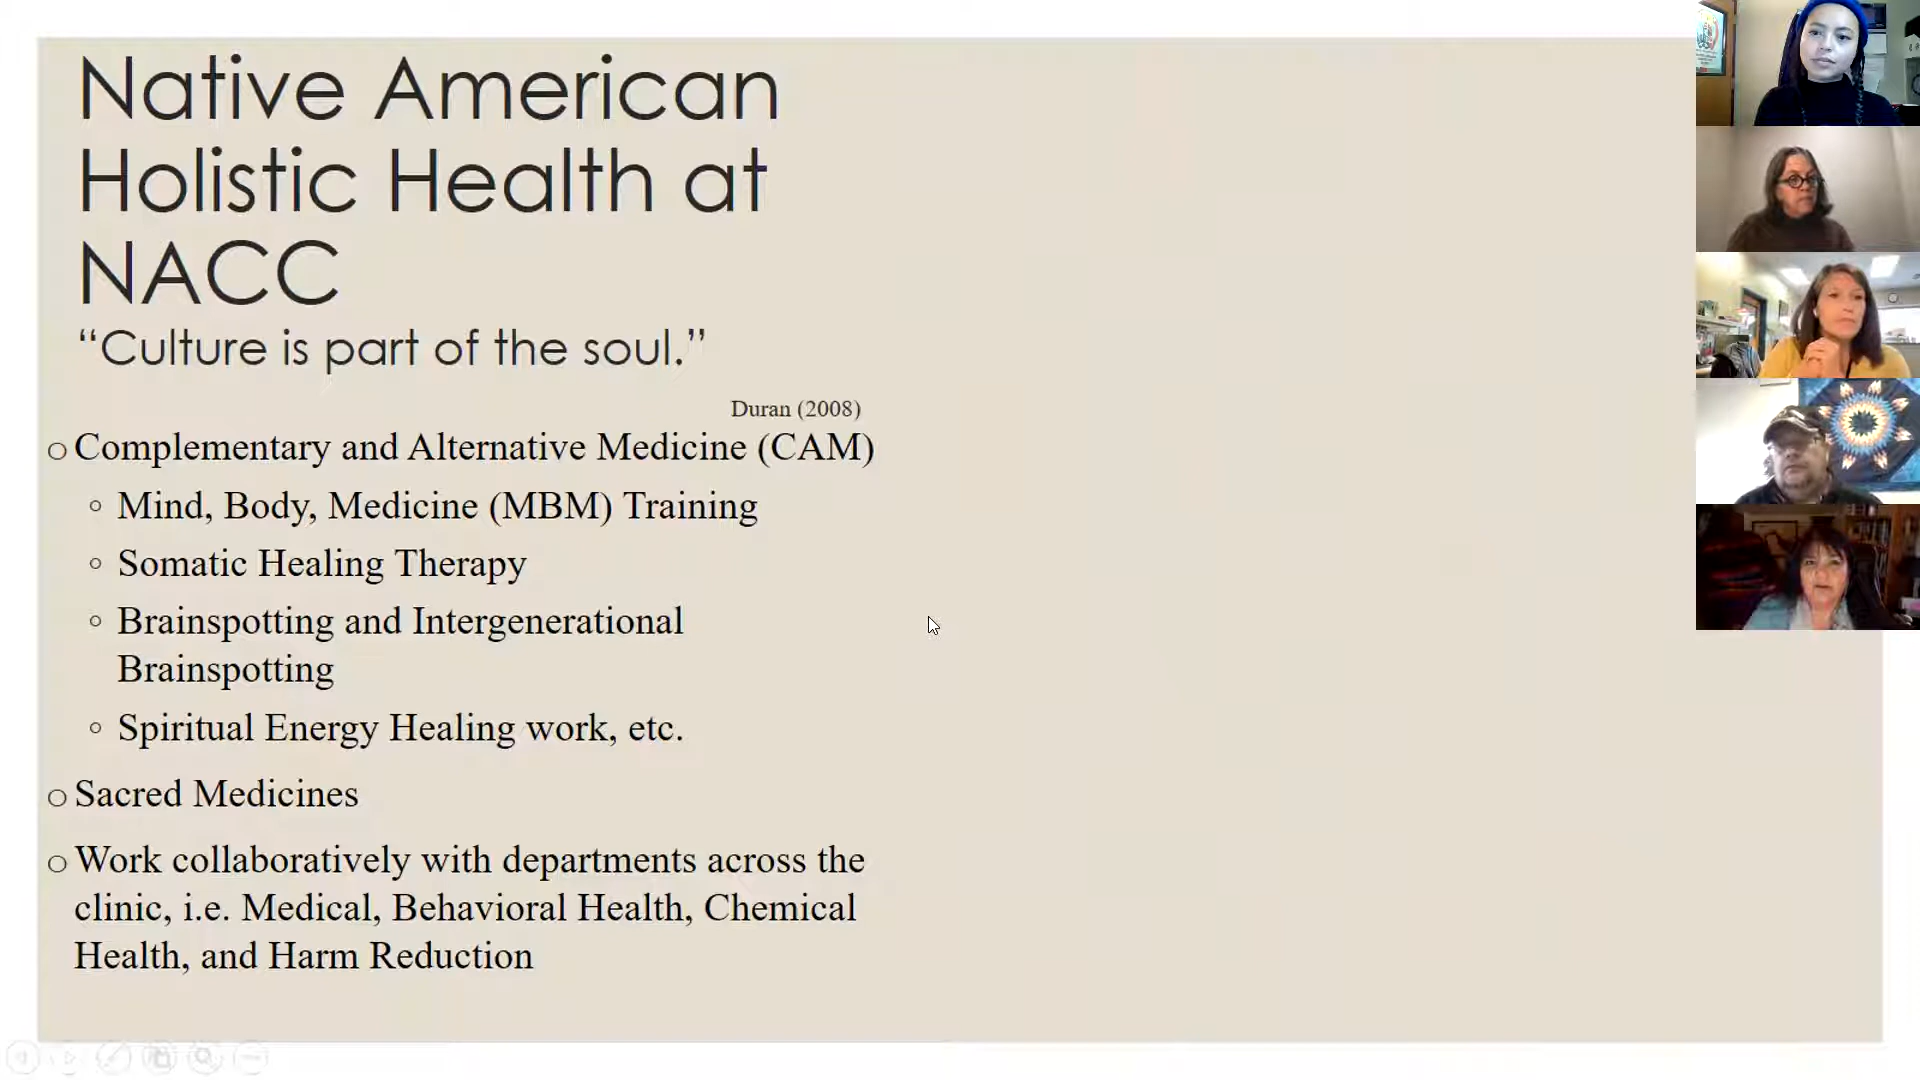 Native American
Holistic Health at
NACC
“Culture is part of the soul.”
Duran (2008)
o Complementary and Alternative Medicine (CAM)
◦ Mind, Body, Medicine (MBM) Training
◦ Somatic Healing Therapy
◦ Brainspotting and Intergenerational
Brainspotting
◦ Spiritual Energy Healing work, etc.
o Sacred Medicines
o Work collaboratively with departments across the
clinic, i.e. Medical, Behavioral Health, Chemical
Health, and Harm Reduction